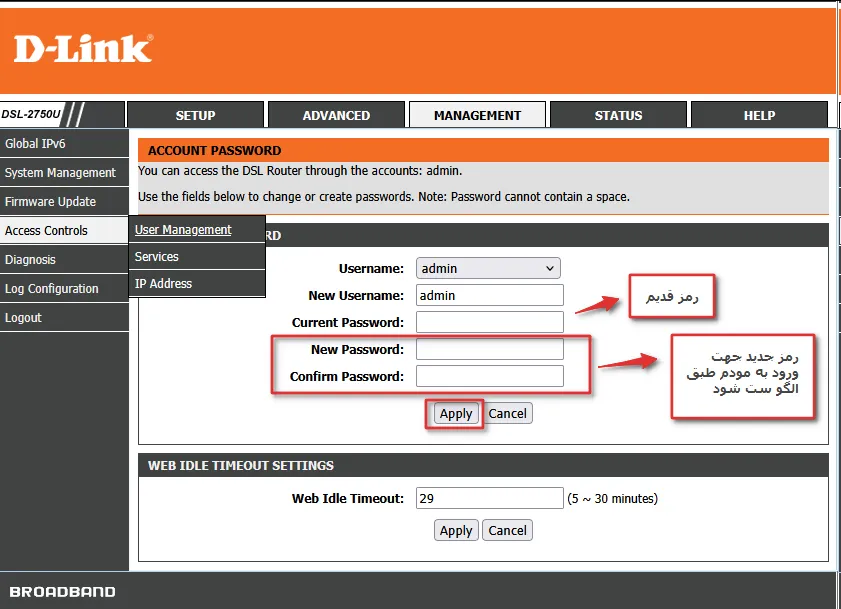 D-Link®
DSL-2750U
SETUP
ADVANCED
MANAGEMENT
STATUS
HELP
Global IPv6
System Management
Firmware Update
Access Controls
Diagnosis
Log Configuration
Logout
User Management
Services
IP Address
ACCOUNT PASSWORD
You can access the DSL Router through the accounts: admin.
Use the fields below to change or create passwords. Note: Password cannot contain a space.
RD
Username: admin
New Username: admin
Current Password:
رمز قدیم
New Password:
Confirm Password:
رمز جدید جهت
ورود به مودم طبق
الگو ست شود
Apply Cancel
WEB IDLE TIMEOUT SETTINGS
Web Idle Timeout: 29 (5 ~ 30 minutes)
Apply Cancel
BROADBAND